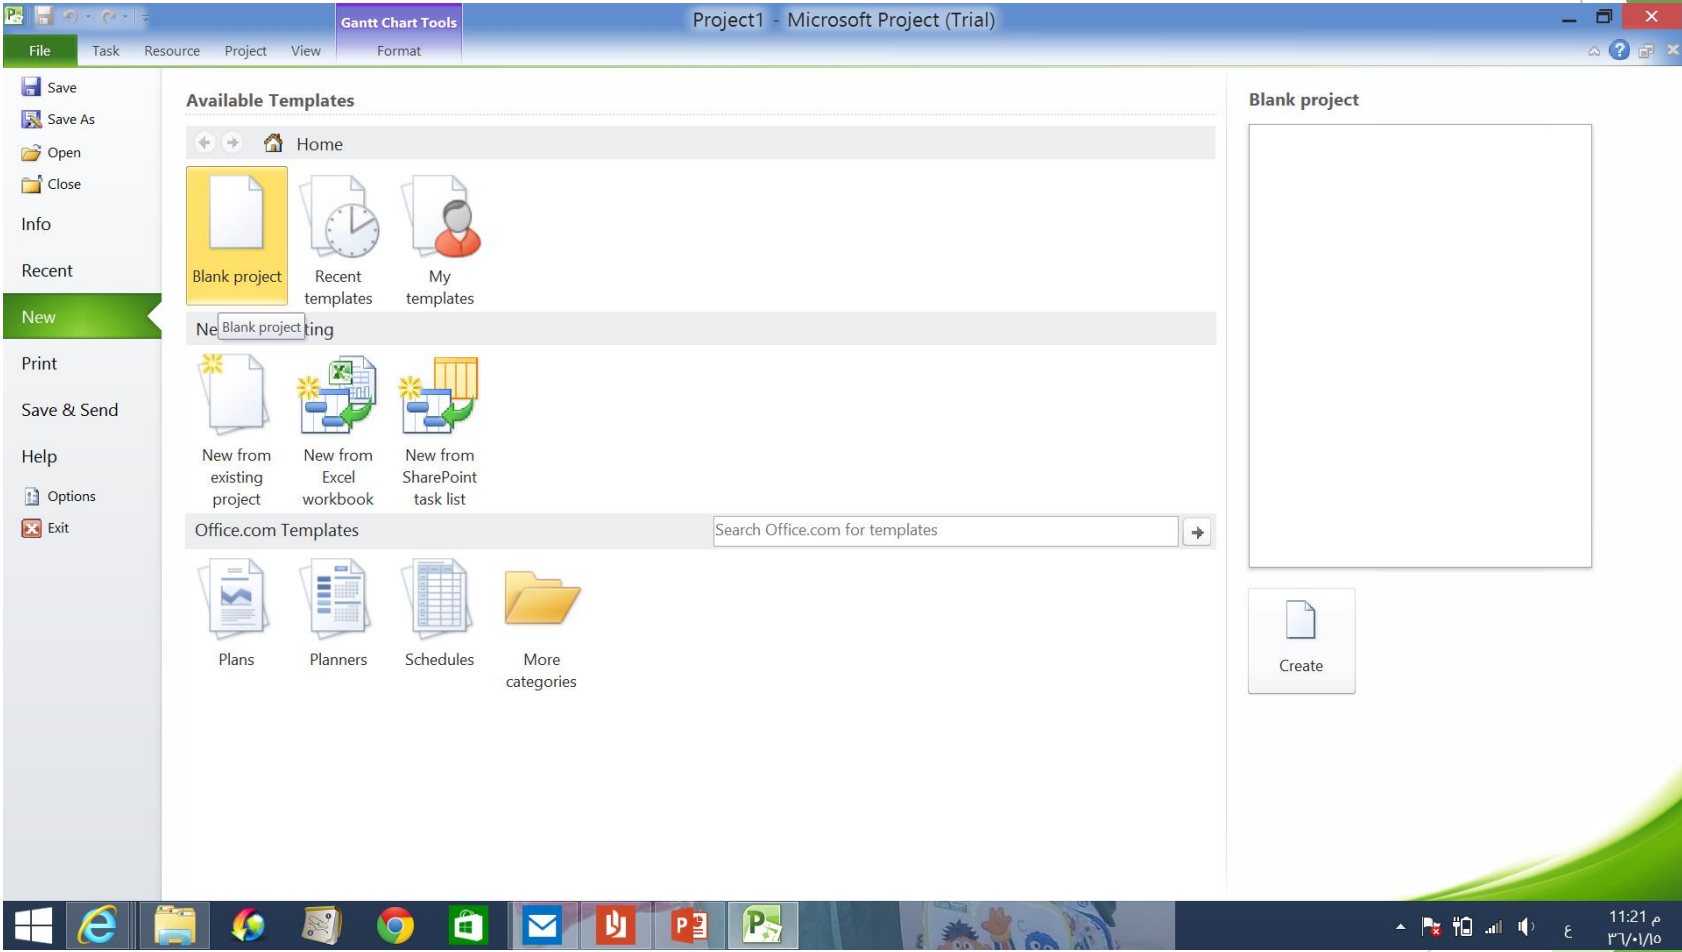 Gantt Chart Tools
Project1 - Microsoft Project (Trial)
File Task Resource Project View Format
Save
Save As
Open
Close
Info
Recent
New
Print
Save & Send
Help
Options
Exit
Available Templates
Home
Blank project
Recent templates
My templates
Ne
Blank project
ting
New from existing project
New from Excel workbook
New from SharePoint task list
Office.com Templates
Search Office.com for templates
Plans
Planners
Schedules
More categories
Blank project
Create
ع
11:21 م
٣٦/٠١/١٥